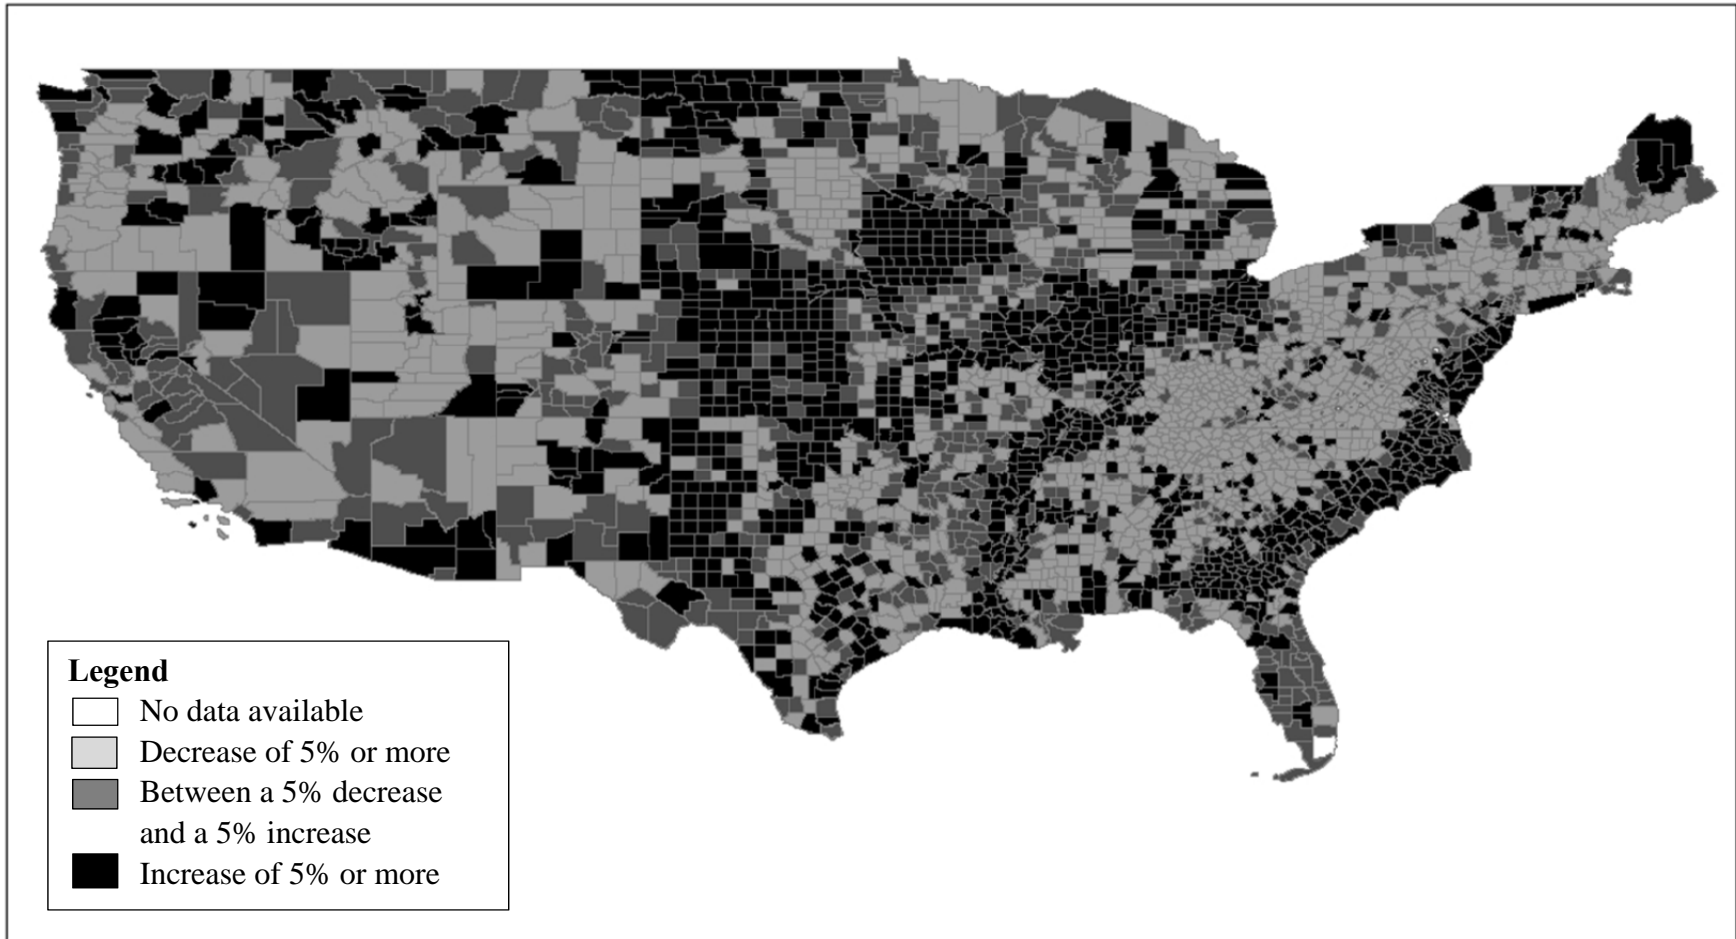 Legend
No data available
Decrease of 5% or more
Between a 5% decrease
and a 5% increase
Increase of 5% or more